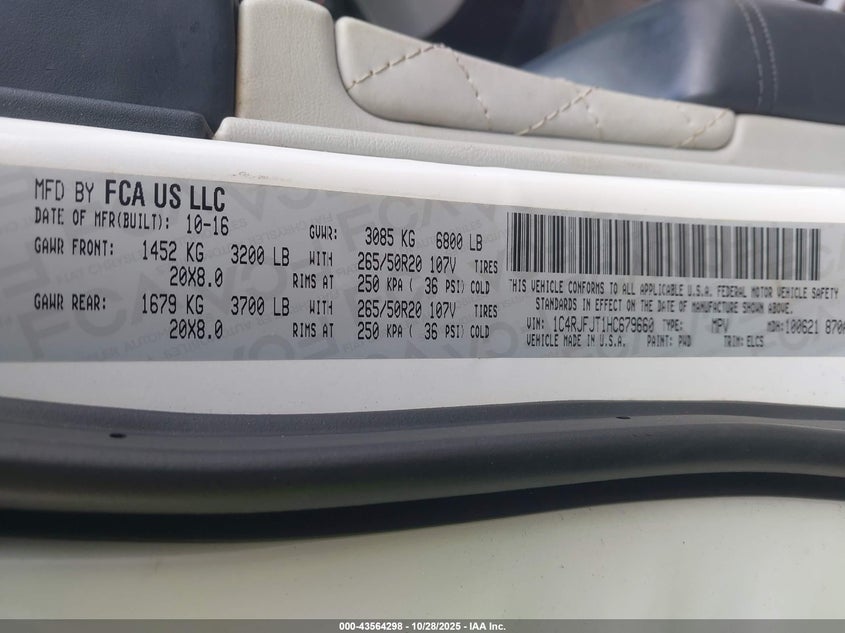 MFD BY FCA US LLC
DATE OF MFR(BUILT): 10-16
GVWR: 3085 KG 6800 LB
GAWR FRONT: 1452 KG 3200 LB WITH 265/50R20 107V TIRES
20X8.0 RIMS AT 250 KPA ( 36 PSI) COLD
GAWR REAR: 1679 KG 3700 LB WITH 265/50R20 107V TIRES
20X8.0 RIMS AT 250 KPA ( 36 PSI) COLD
THIS VEHICLE CONFORMS TO ALL APPLICABLE U.S.A. FEDERAL MOTOR VEHICLE SAFETY
STANDARDS IN EFFECT ON THE DATE OF MANUFACTURE SHOWN ABOVE.
VIN: 1C4RJFJT1HC679660 TYPE: MPV MDH: 100621 870A
VEHICLE MADE IN U.S.A. PAINT: PWD TRIM: ELCS
000-43564298 - 10/28/2025 - IAA Inc.